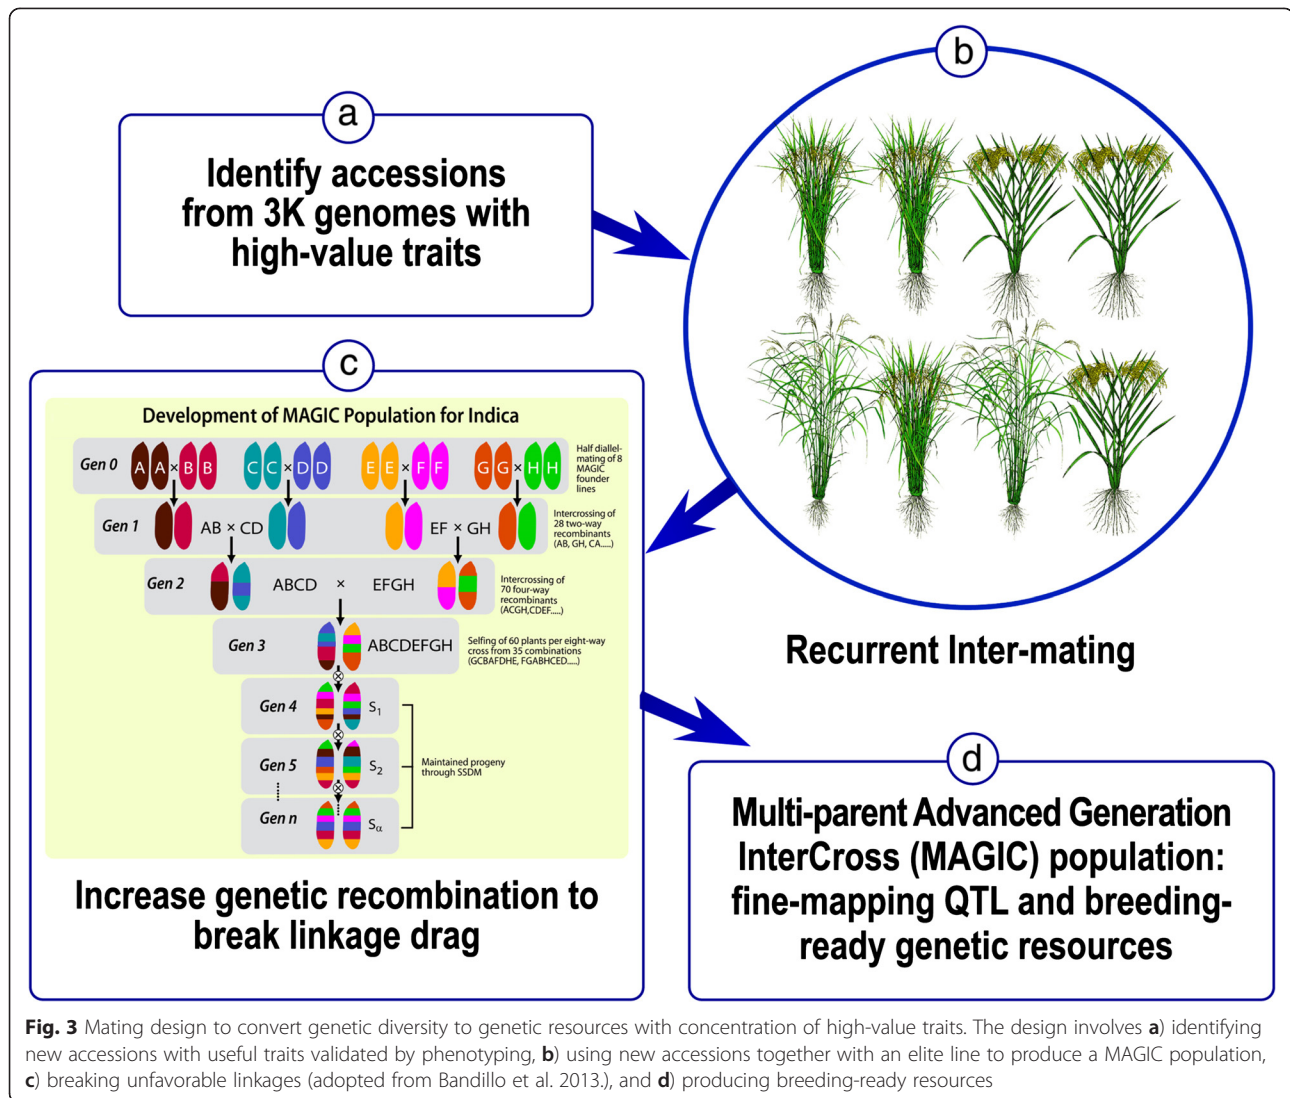 a
Identify accessions
from 3K genomes with
high-value traits
b
Recurrent Inter-mating
c
Development of MAGIC Population for Indica
Gen 0 A A × B B C C × D D E E × F F G G × H H
Half diallel-
mating of 8
MAGIC
founder
lines
Gen 1 AB × CD EF × GH
Intercrossing of
28 two-way
recombinants
(AB, GH, CA.....)
Gen 2 ABCD × EFGH
Intercrossing of
70 four-way
recombinants
(ACGH,CDEF.....)
Gen 3 ABCDEFGH
Selfing of 60 plants per eight-way
cross from 35 combinations
(GCBAFDHE, FGABHCED.....)
Gen 4 S1
Gen 5 S2
Maintained progeny
through SSDM
Gen n Sα
Increase genetic recombination to
break linkage drag
d
Multi-parent Advanced Generation
InterCross (MAGIC) population:
fine-mapping QTL and breeding-
ready genetic resources
Fig. 3 Mating design to convert genetic diversity to genetic resources with concentration of high-value traits. The design involves a) identifying
new accessions with useful traits validated by phenotyping, b) using new accessions together with an elite line to produce a MAGIC population,
c) breaking unfavorable linkages (adopted from Bandillo et al. 2013.), and d) producing breeding-ready resources